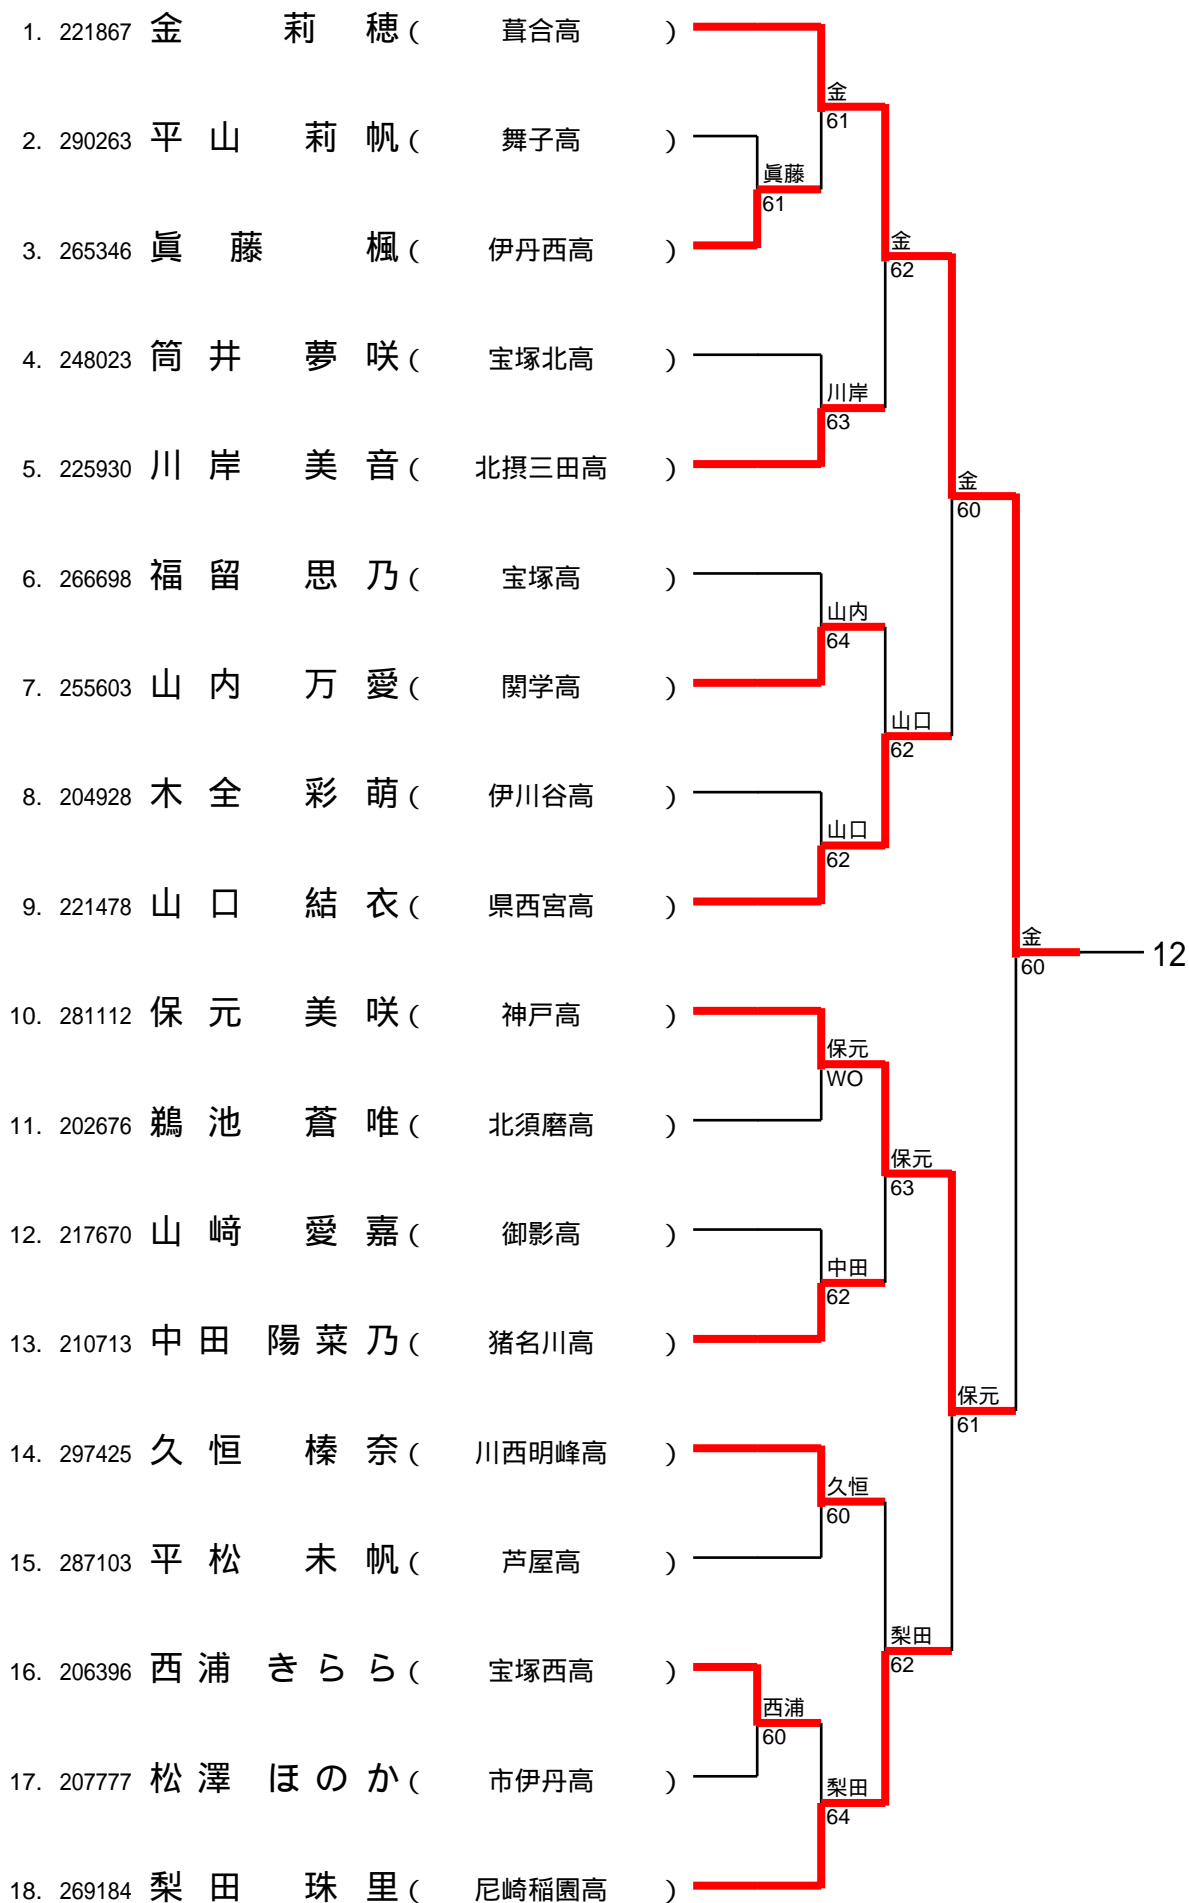 1. 221867 金 莉 穂 ( 葺合高 )
金
61
2. 290263 平 山 莉 帆 ( 舞子高 )
眞藤
61
3. 265346 眞 藤 楓 ( 伊丹西高 )
金
62
4. 248023 筒 井 夢 咲 ( 宝塚北高 )
川岸
63
5. 225930 川 岸 美 音 ( 北摂三田高 )
金
60
6. 266698 福 留 思 乃 ( 宝塚高 )
山内
64
7. 255603 山 内 万 愛 ( 関学高 )
山口
62
8. 204928 木 全 彩 萌 ( 伊川谷高 )
山口
62
9. 221478 山 口 結 衣 ( 県西宮高 )
金
60
12
10. 281112 保 元 美 咲 ( 神戸高 )
保元
WO
11. 202676 鵜 池 蒼 唯 ( 北須磨高 )
保元
63
12. 217670 山 﨑 愛 嘉 ( 御影高 )
中田
62
13. 210713 中 田 陽 菜 乃 ( 猪名川高 )
保元
61
14. 297425 久 恒 榛 奈 ( 川西明峰高 )
久恒
60
15. 287103 平 松 未 帆 ( 芦屋高 )
梨田
62
16. 206396 西 浦 き ら ら ( 宝塚西高 )
西浦
60
17. 207777 松 澤 ほ の か ( 市伊丹高 )
梨田
64
18. 269184 梨 田 珠 里 ( 尼崎稲園高 )